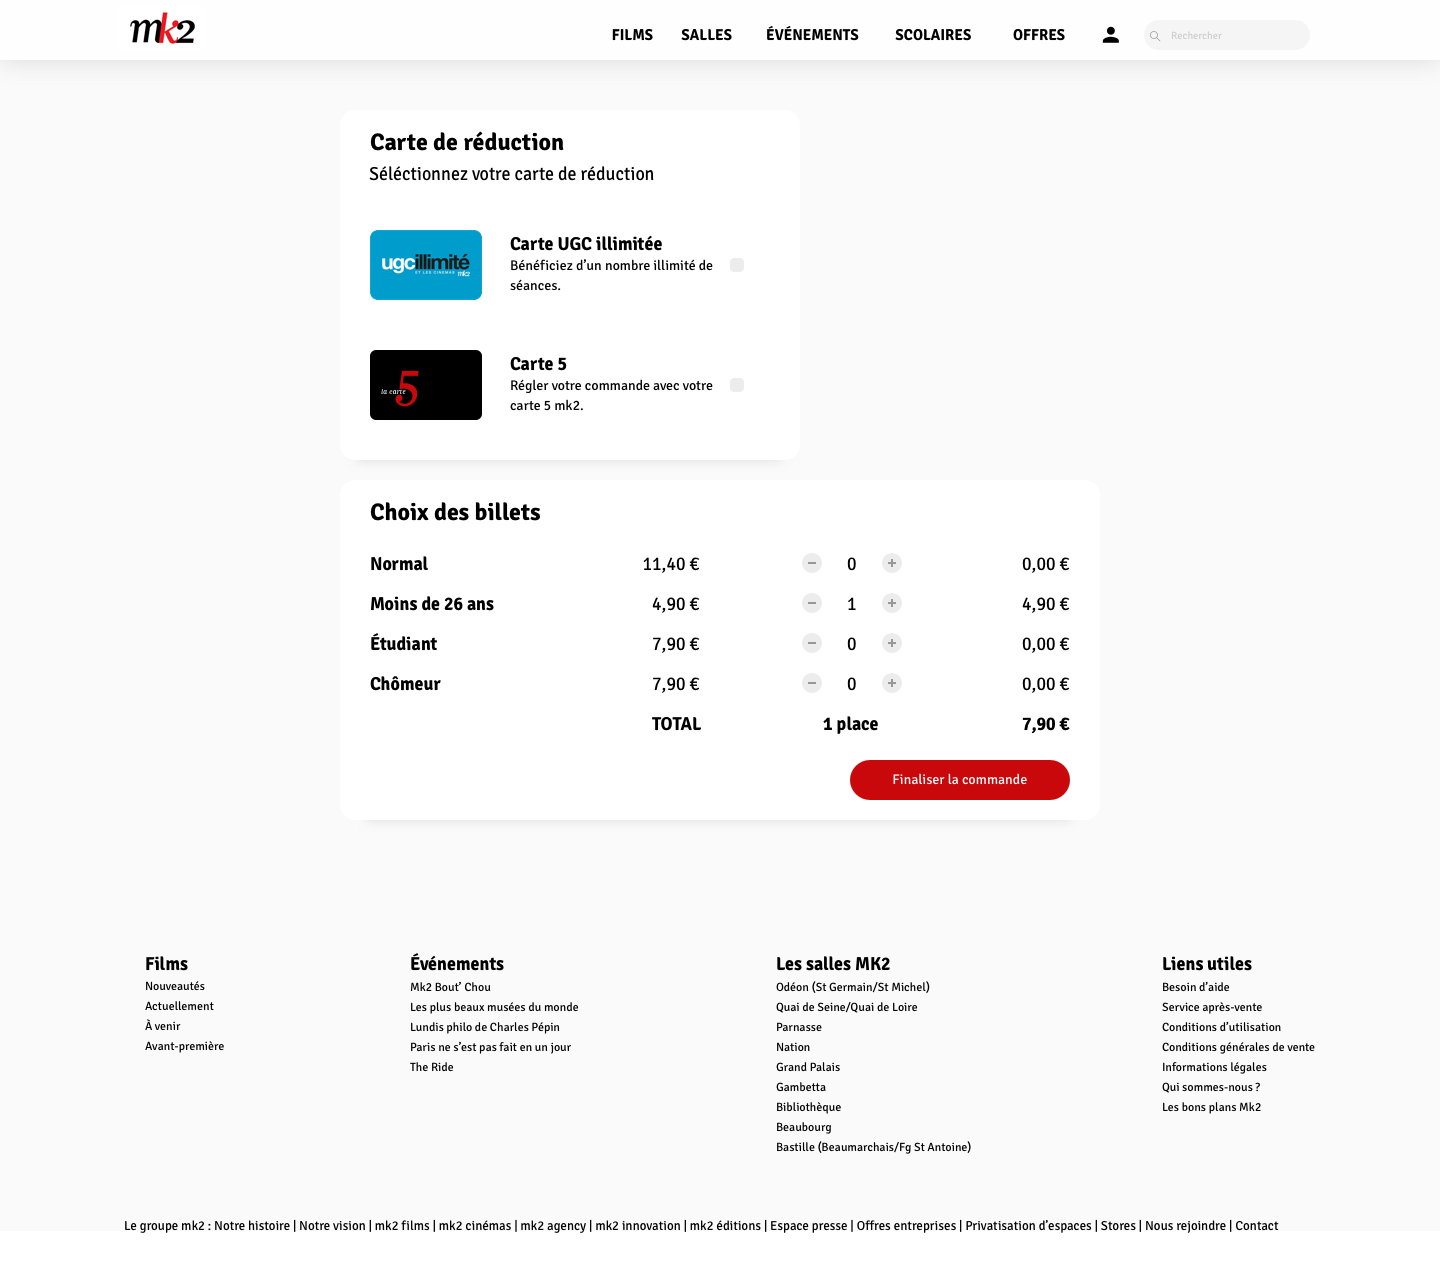 mk2
FILMS SALLES ÉVÉNEMENTS SCOLAIRES OFFRES Rechercher
Carte de réduction
Séléctionnez votre carte de réduction
ugcillimité
ET LES CINÉMAS mk2
Carte UGC illimitée
Bénéficiez d’un nombre illimité de
séances.
la carte 5
Carte 5
Régler votre commande avec votre
carte 5 mk2.
Choix des billets
Normal 11,40 € − 0 + 0,00 €
Moins de 26 ans 4,90 € − 1 + 4,90 €
Étudiant 7,90 € − 0 + 0,00 €
Chômeur 7,90 € − 0 + 0,00 €
TOTAL 1 place 7,90 €
Finaliser la commande
Films
Nouveautés
Actuellement
À venir
Avant-première
Événements
Mk2 Bout’ Chou
Les plus beaux musées du monde
Lundis philo de Charles Pépin
Paris ne s’est pas fait en un jour
The Ride
Les salles MK2
Odéon (St Germain/St Michel)
Quai de Seine/Quai de Loire
Parnasse
Nation
Grand Palais
Gambetta
Bibliothèque
Beaubourg
Bastille (Beaumarchais/Fg St Antoine)
Liens utiles
Besoin d’aide
Service après-vente
Conditions d’utilisation
Conditions générales de vente
Informations légales
Qui sommes-nous ?
Les bons plans Mk2
Le groupe mk2 : Notre histoire | Notre vision | mk2 films | mk2 cinémas | mk2 agency | mk2 innovation | mk2 éditions | Espace presse | Offres entreprises | Privatisation d’espaces | Stores | Nous rejoindre | Contact